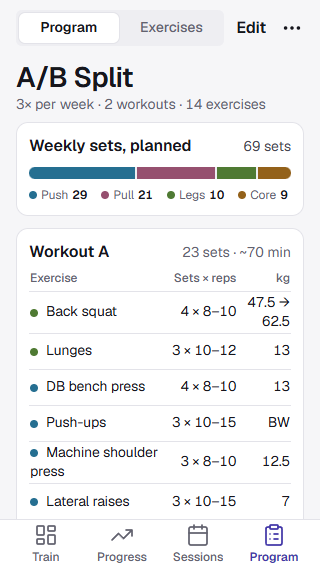 Program Exercises Edit ...
A/B Split
3× per week · 2 workouts · 14 exercises
Weekly sets, planned 69 sets
Push 29 Pull 21 Legs 10 Core 9
Workout A 23 sets · ~70 min
Exercise Sets × reps kg
Back squat 4 × 8–10 47.5 → 62.5
Lunges 3 × 10–12 13
DB bench press 4 × 8–10 13
Push-ups 3 × 10–15 BW
Machine shoulder press 3 × 8–10 12.5
Lateral raises 3 × 10–15 7
Train Progress Sessions Program